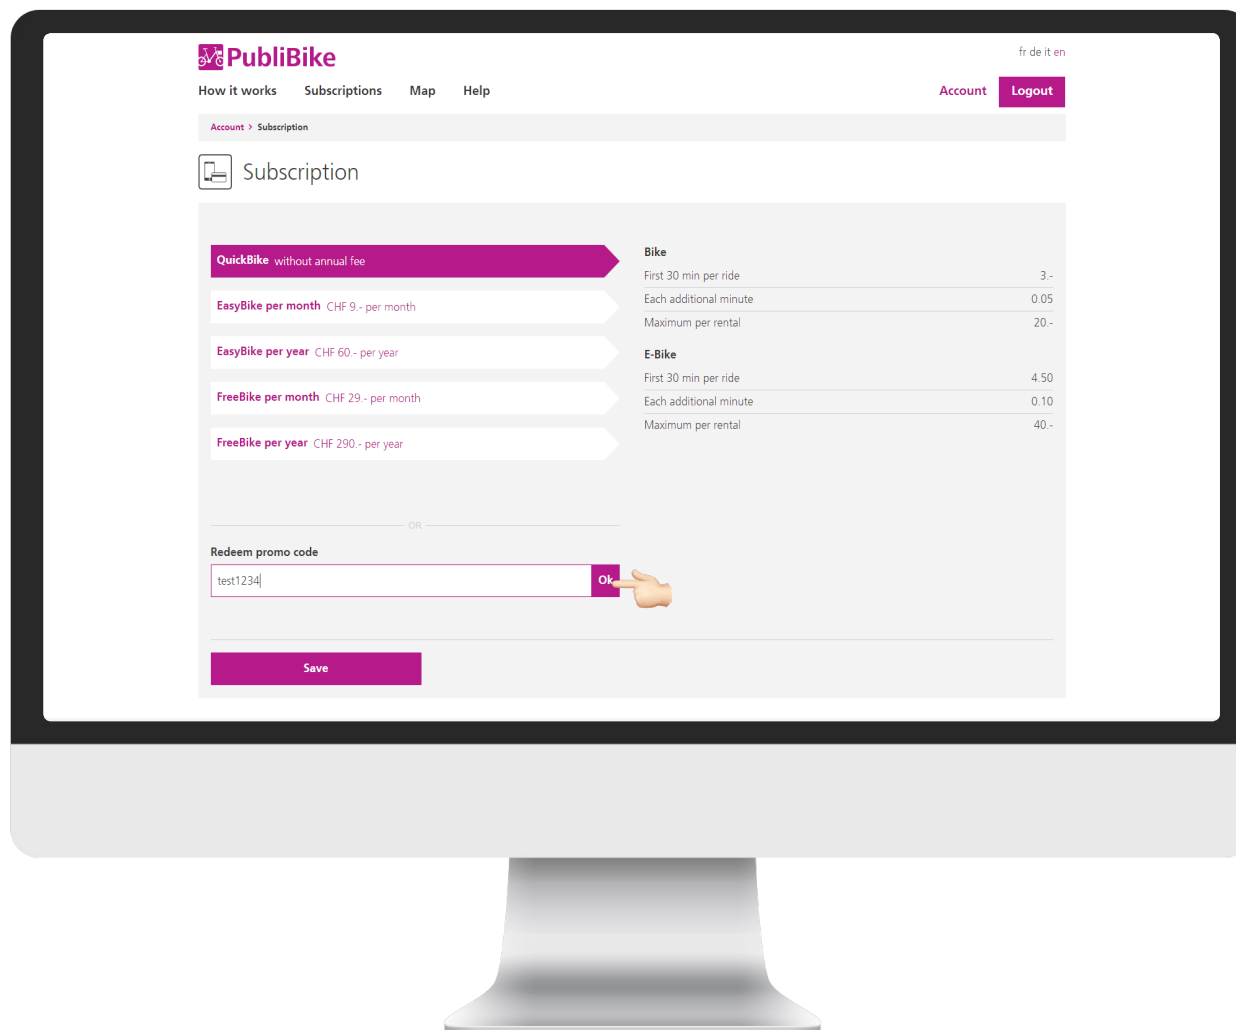 PubliBike
fr de it en
How it works Subscriptions Map Help Account Logout
Account > Subscription
Subscription
QuickBike without annual fee
EasyBike per month CHF 9.- per month
EasyBike per year CHF 60.- per year
FreeBike per month CHF 29.- per month
FreeBike per year CHF 290.- per year
Bike
First 30 min per ride 3.-
Each additional minute 0.05
Maximum per rental 20.-
E-Bike
First 30 min per ride 4.50
Each additional minute 0.10
Maximum per rental 40.-
OR
Redeem promo code
test1234
Ok
Save